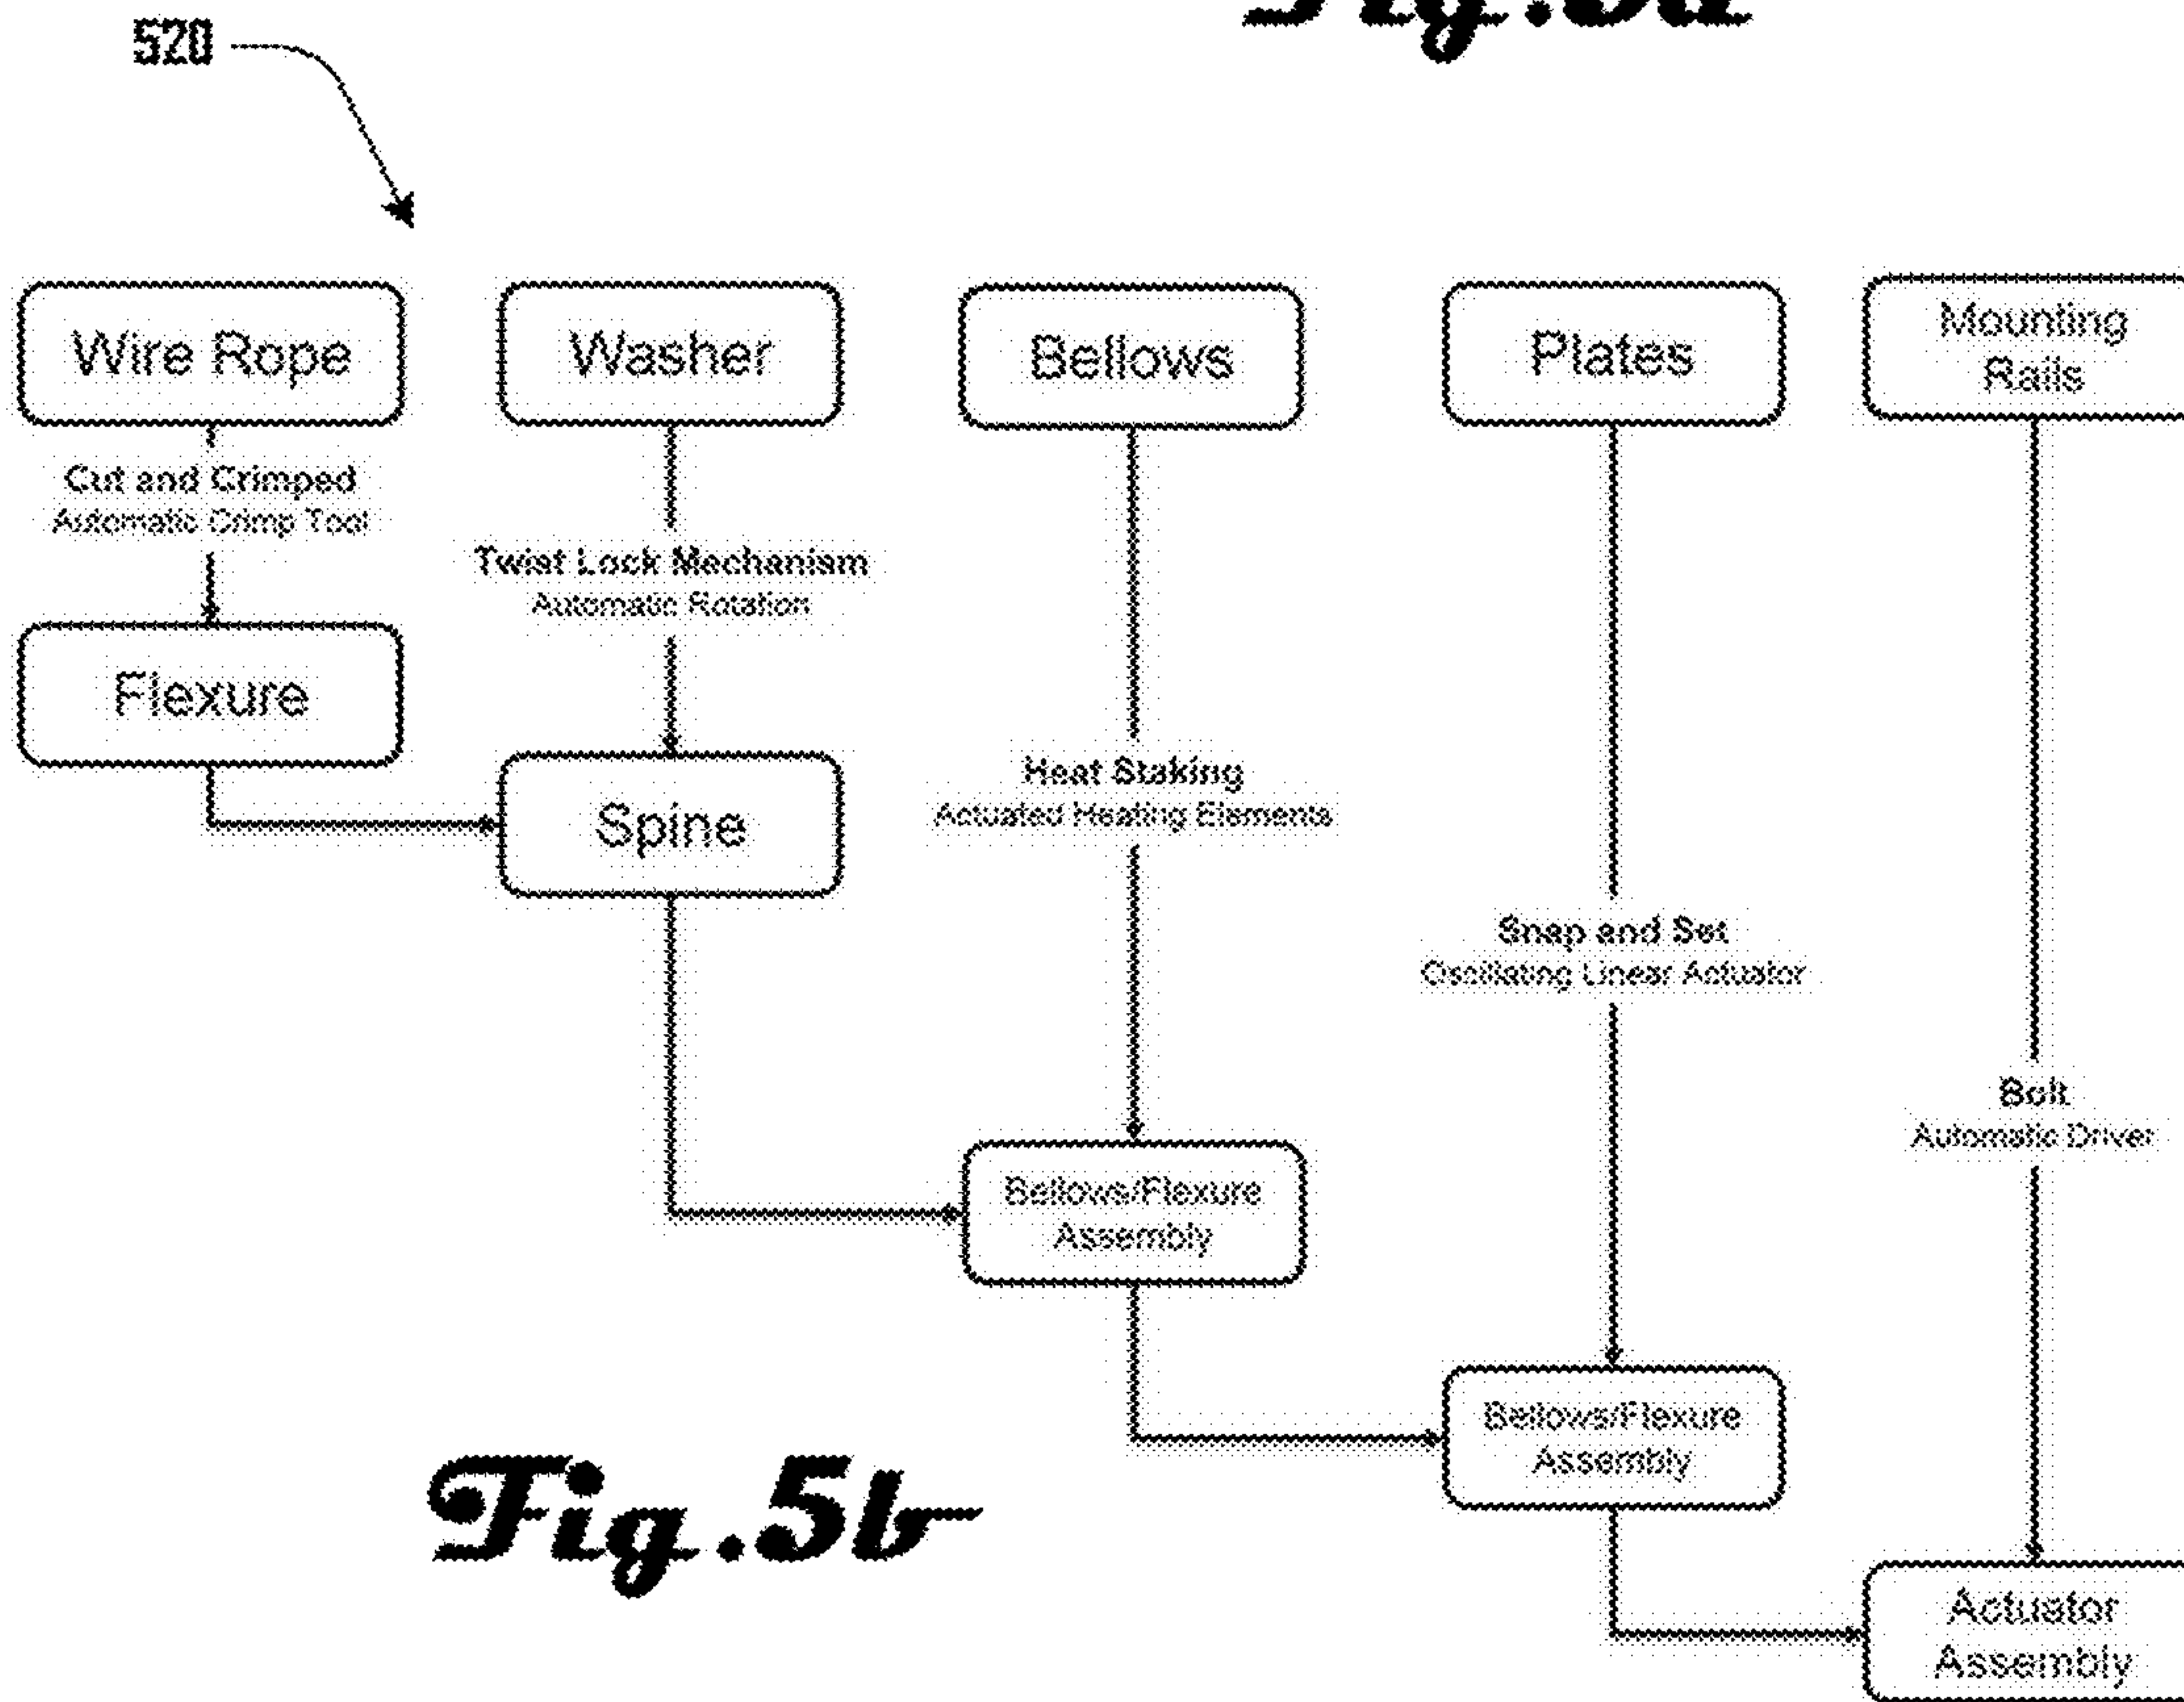 520
Wire Rope
Washer
Bellows
Plates
Mounting
Rails
Cut and Crimped
Automatic Crimp Tool
Twist Lock Mechanism
Automatic Rotation
Flexure
Heat Staking
Actuated Heating Elements
Spine
Snap and Set
Oscillating Linear Actuator
Bolt
Automatic Driver
Bellows/Flexure
Assembly
Bellows/Flexure
Assembly
Actuator
Assembly
Fig.5b